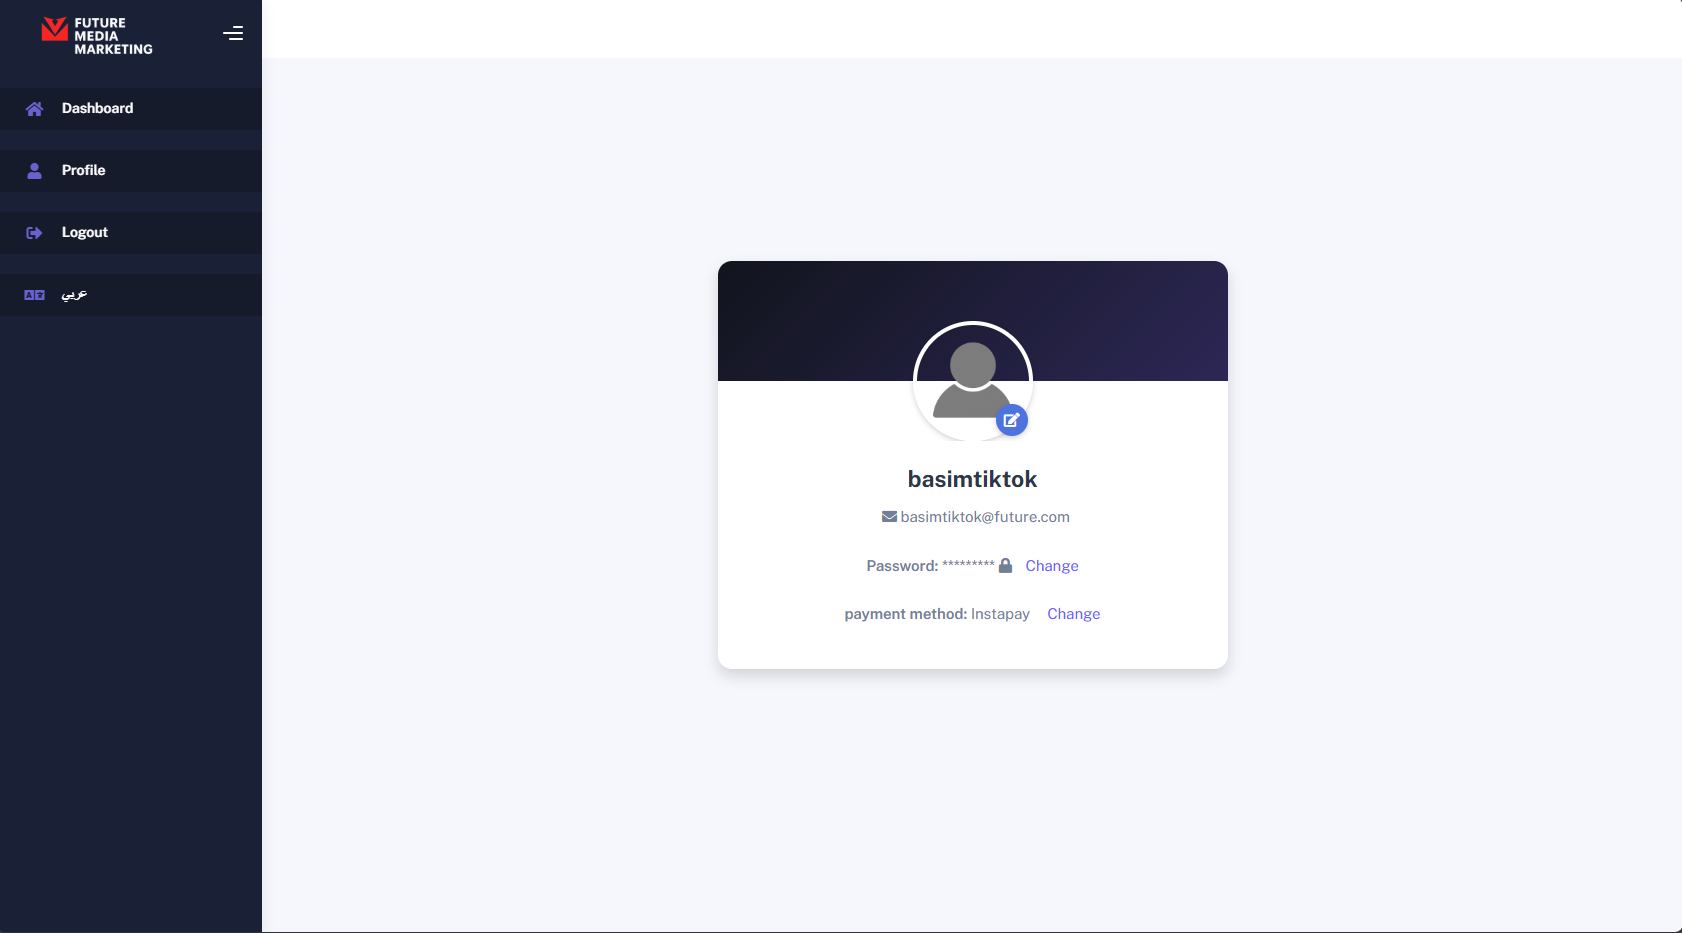 FUTURE
MEDIA
MARKETING
Dashboard
Profile
Logout
عربي
basimtiktok
basimtiktok@future.com
Password: ********* Change
payment method: Instapay Change